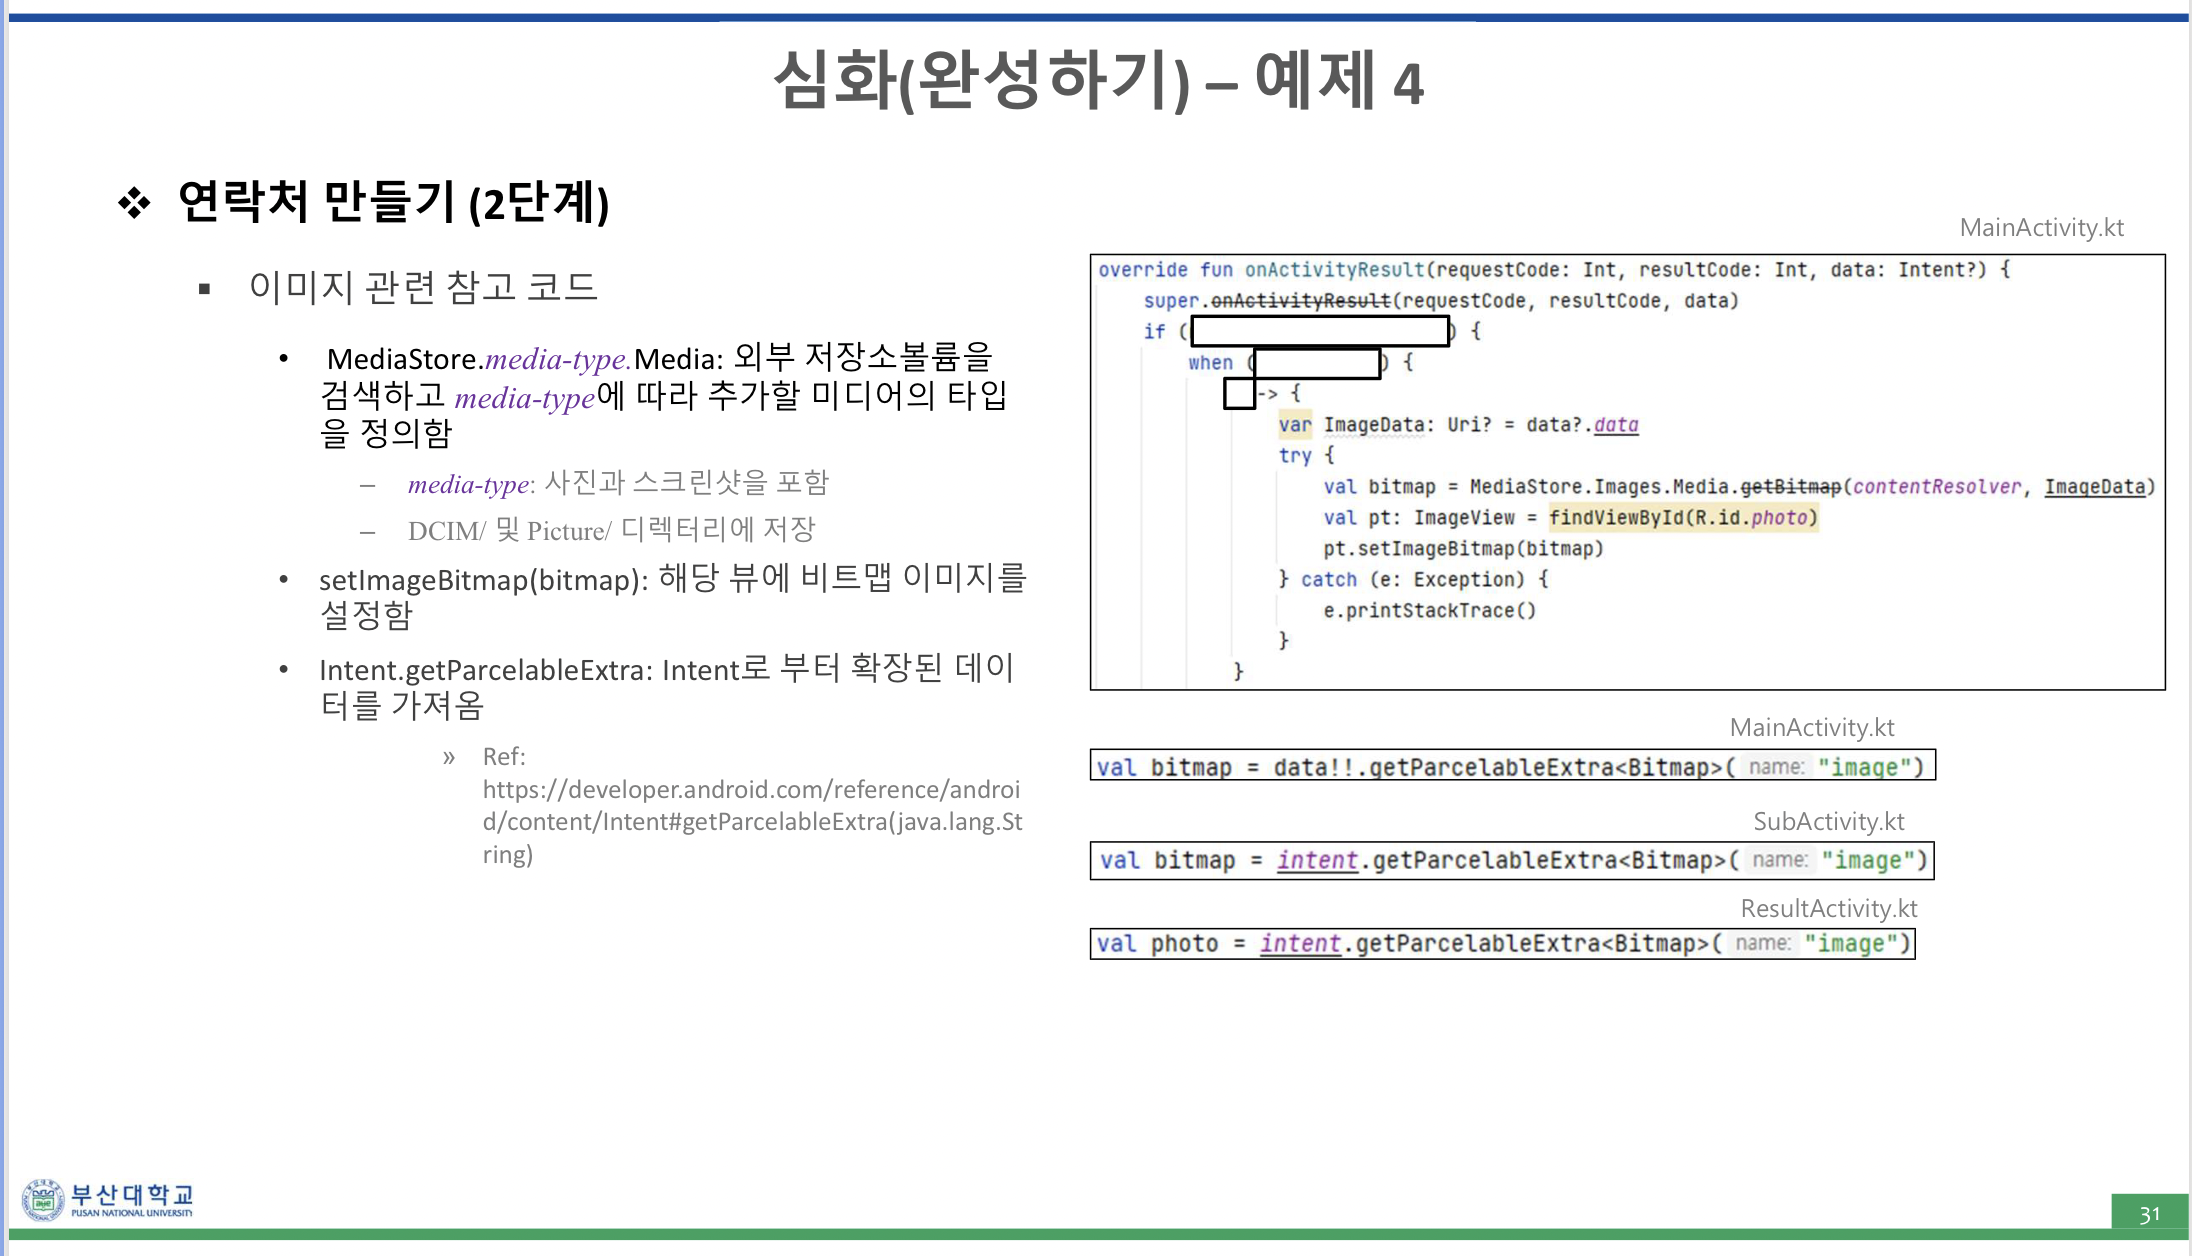 심화(완성하기) – 예제 4
❖ 연락처 만들기 (2단계)
▪ 이미지 관련 참고 코드
• MediaStore.media-type.Media: 외부 저장소볼륨을
검색하고 media-type에 따라 추가할 미디어의 타입
을 정의함
– media-type: 사진과 스크린샷을 포함
– DCIM/ 및 Picture/ 디렉터리에 저장
• setImageBitmap(bitmap): 해당 뷰에 비트맵 이미지를
설정함
• Intent.getParcelableExtra: Intent로 부터 확장된 데이
터를 가져옴
» Ref:
https://developer.android.com/reference/androi
d/content/Intent#getParcelableExtra(java.lang.St
ring)
MainActivity.kt
override fun onActivityResult(requestCode: Int, resultCode: Int, data: Intent?) {
super.onActivityResult(requestCode, resultCode, data)
if ( ) {
when ( ) {
-> {
var ImageData: Uri? = data?.data
try {
val bitmap = MediaStore.Images.Media.getBitmap(contentResolver, ImageData)
val pt: ImageView = findViewById(R.id.photo)
pt.setImageBitmap(bitmap)
} catch (e: Exception) {
e.printStackTrace()
}
}
MainActivity.kt
val bitmap = data!!.getParcelableExtra<Bitmap>( name: "image")
SubActivity.kt
val bitmap = intent.getParcelableExtra<Bitmap>( name: "image")
ResultActivity.kt
val photo = intent.getParcelableExtra<Bitmap>( name: "image")
부산대학교
PUSAN NATIONAL UNIVERSITY
31